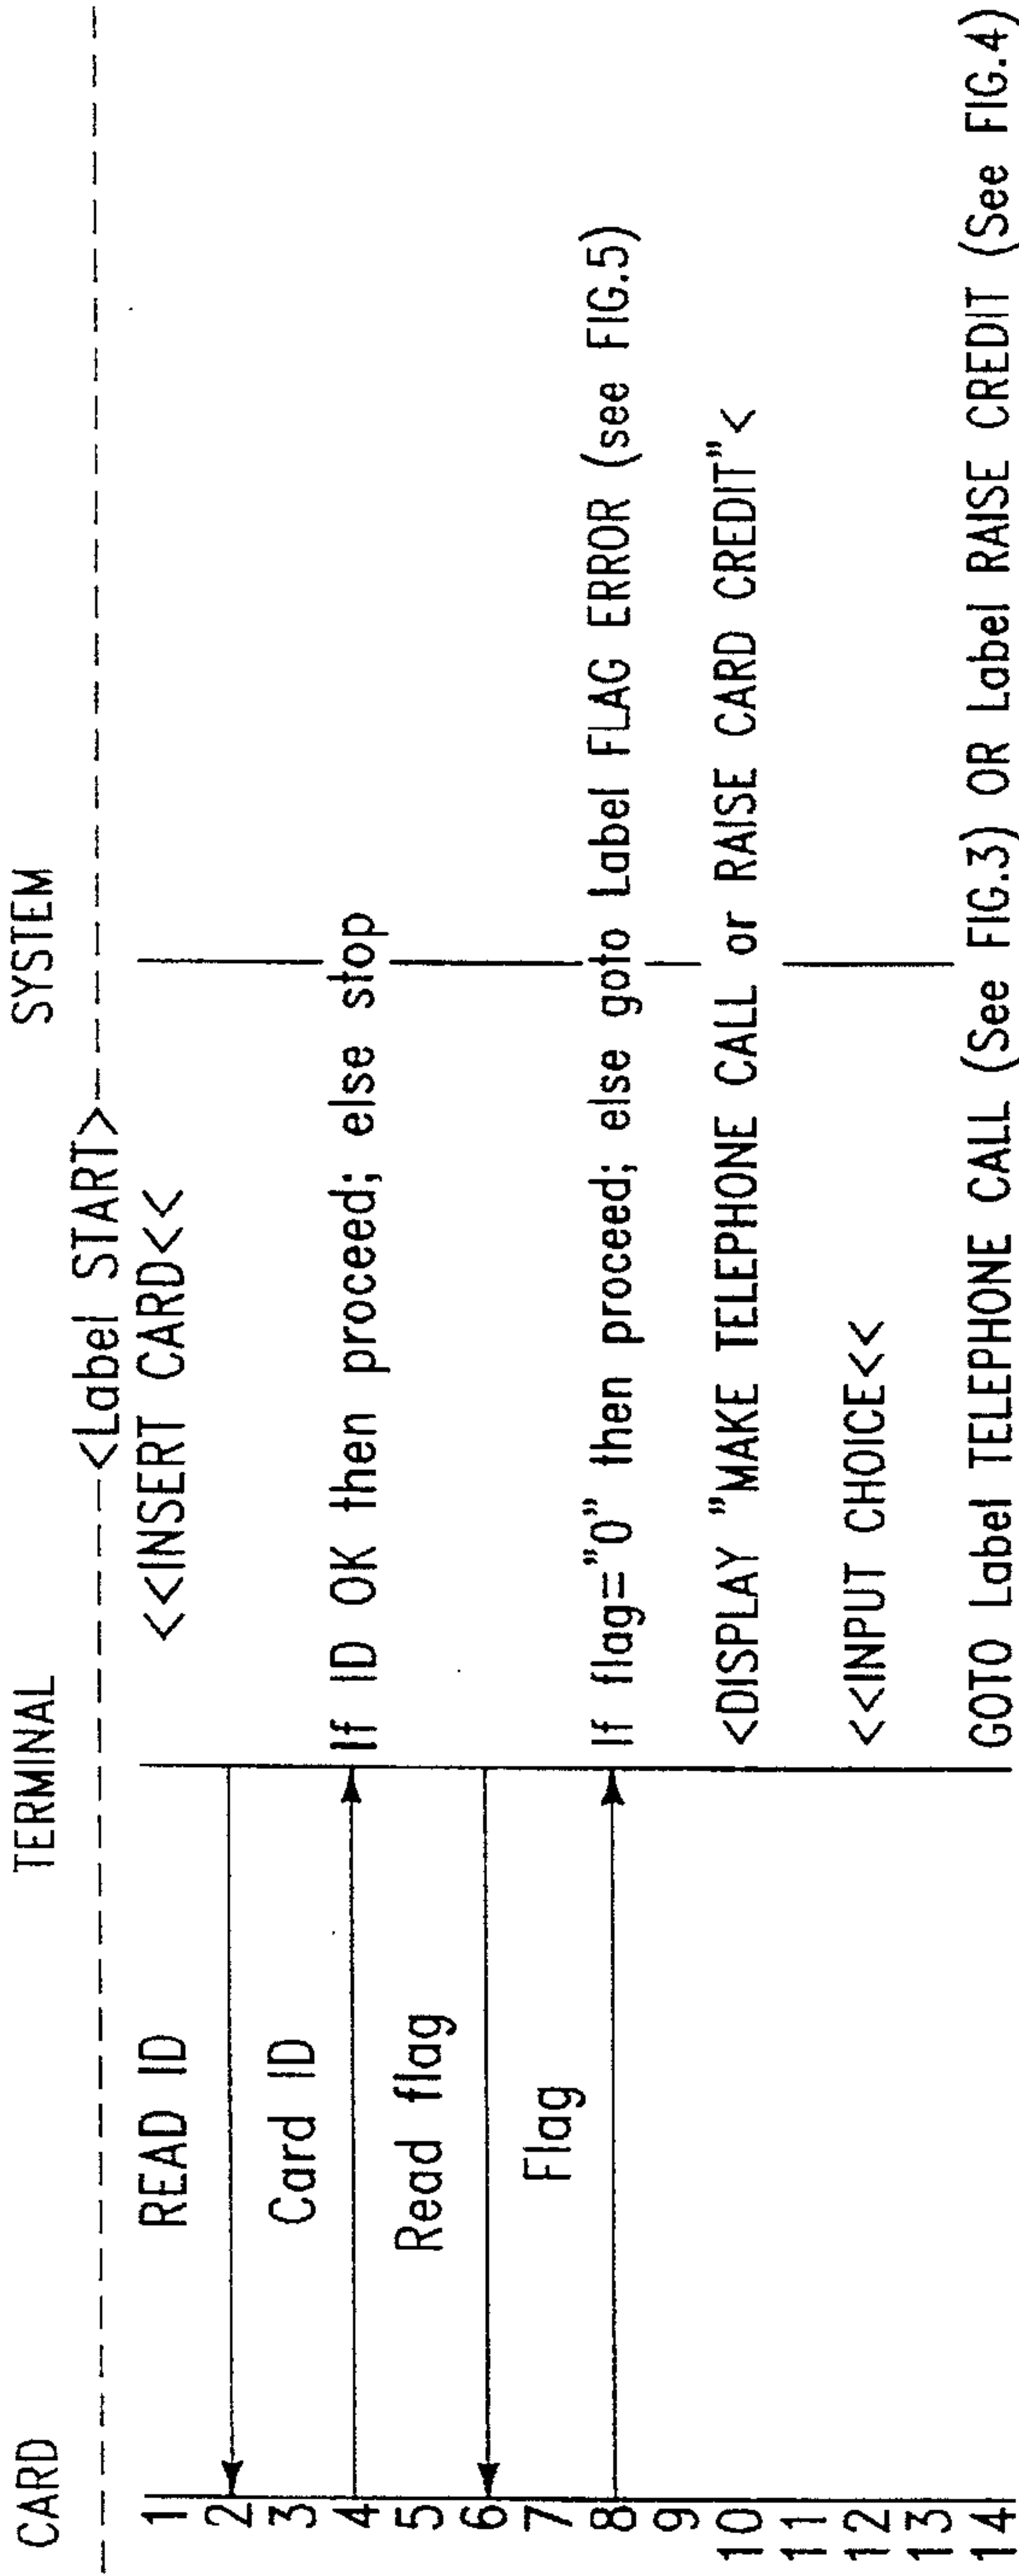 CARD TERMINAL SYSTEM
<Label START>
1 READ ID <<INSERT CARD<<
2
3 Card ID
4 If ID OK then proceed; else stop
5 Read flag
6
7 Flag
8 If flag="0" then proceed; else goto Label FLAG ERROR (see FIG.5)
9
10 <DISPLAY "MAKE TELEPHONE CALL or RAISE CARD CREDIT"<
11
12 <<INPUT CHOICE<<
13
14 GOTO Label TELEPHONE CALL (See FIG.3) OR Label RAISE CREDIT (See FIG.4)